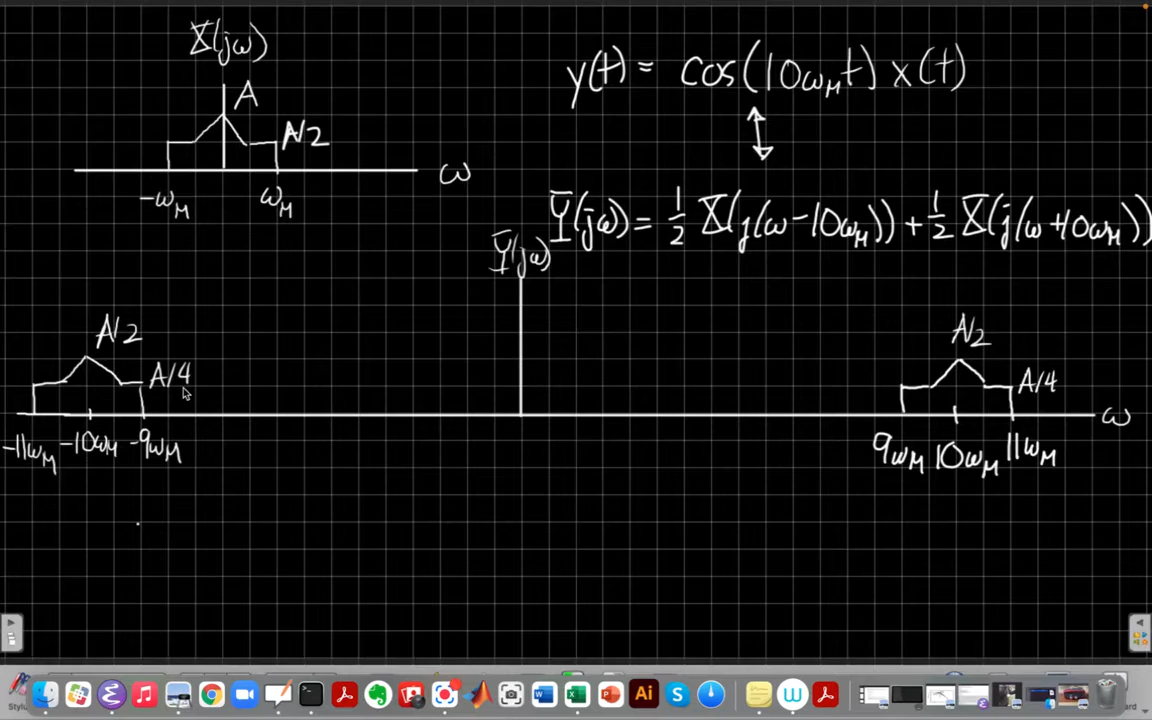 X(jω)
y(t) = cos(10ω_M t) x(t)
A
A/2
ω
-ω_M ω_M
Y(jω) = 1/2 X(j(ω-10ω_M)) + 1/2 X(j(ω+10ω_M))
Y(jω)
A/2
A/4
-11ω_M -10ω_M -9ω_M
A/2
A/4
ω
9ω_M 10ω_M 11ω_M